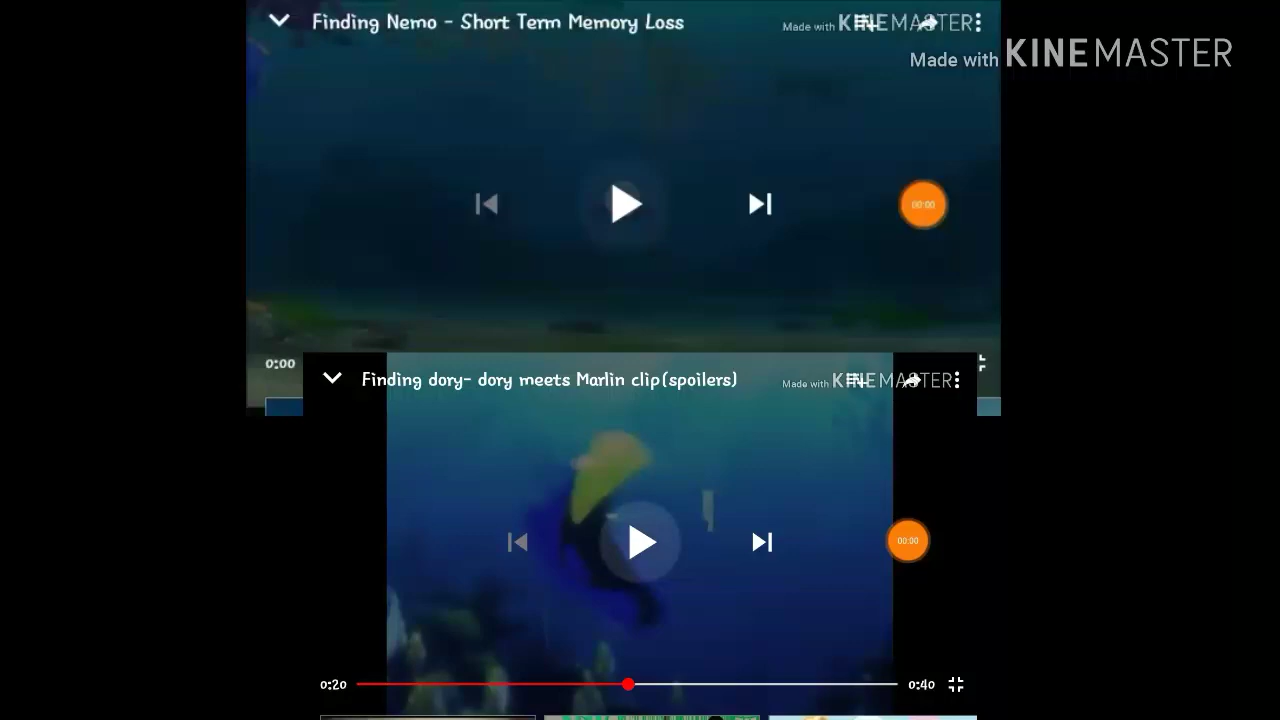 Finding Nemo - Short Term Memory Loss
Made with KINEMASTER
Made with KINEMASTER
00:00
0:00
Finding dory- dory meets Marlin clip(spoilers)
Made with KINEMASTER
00:00
0:20
0:40